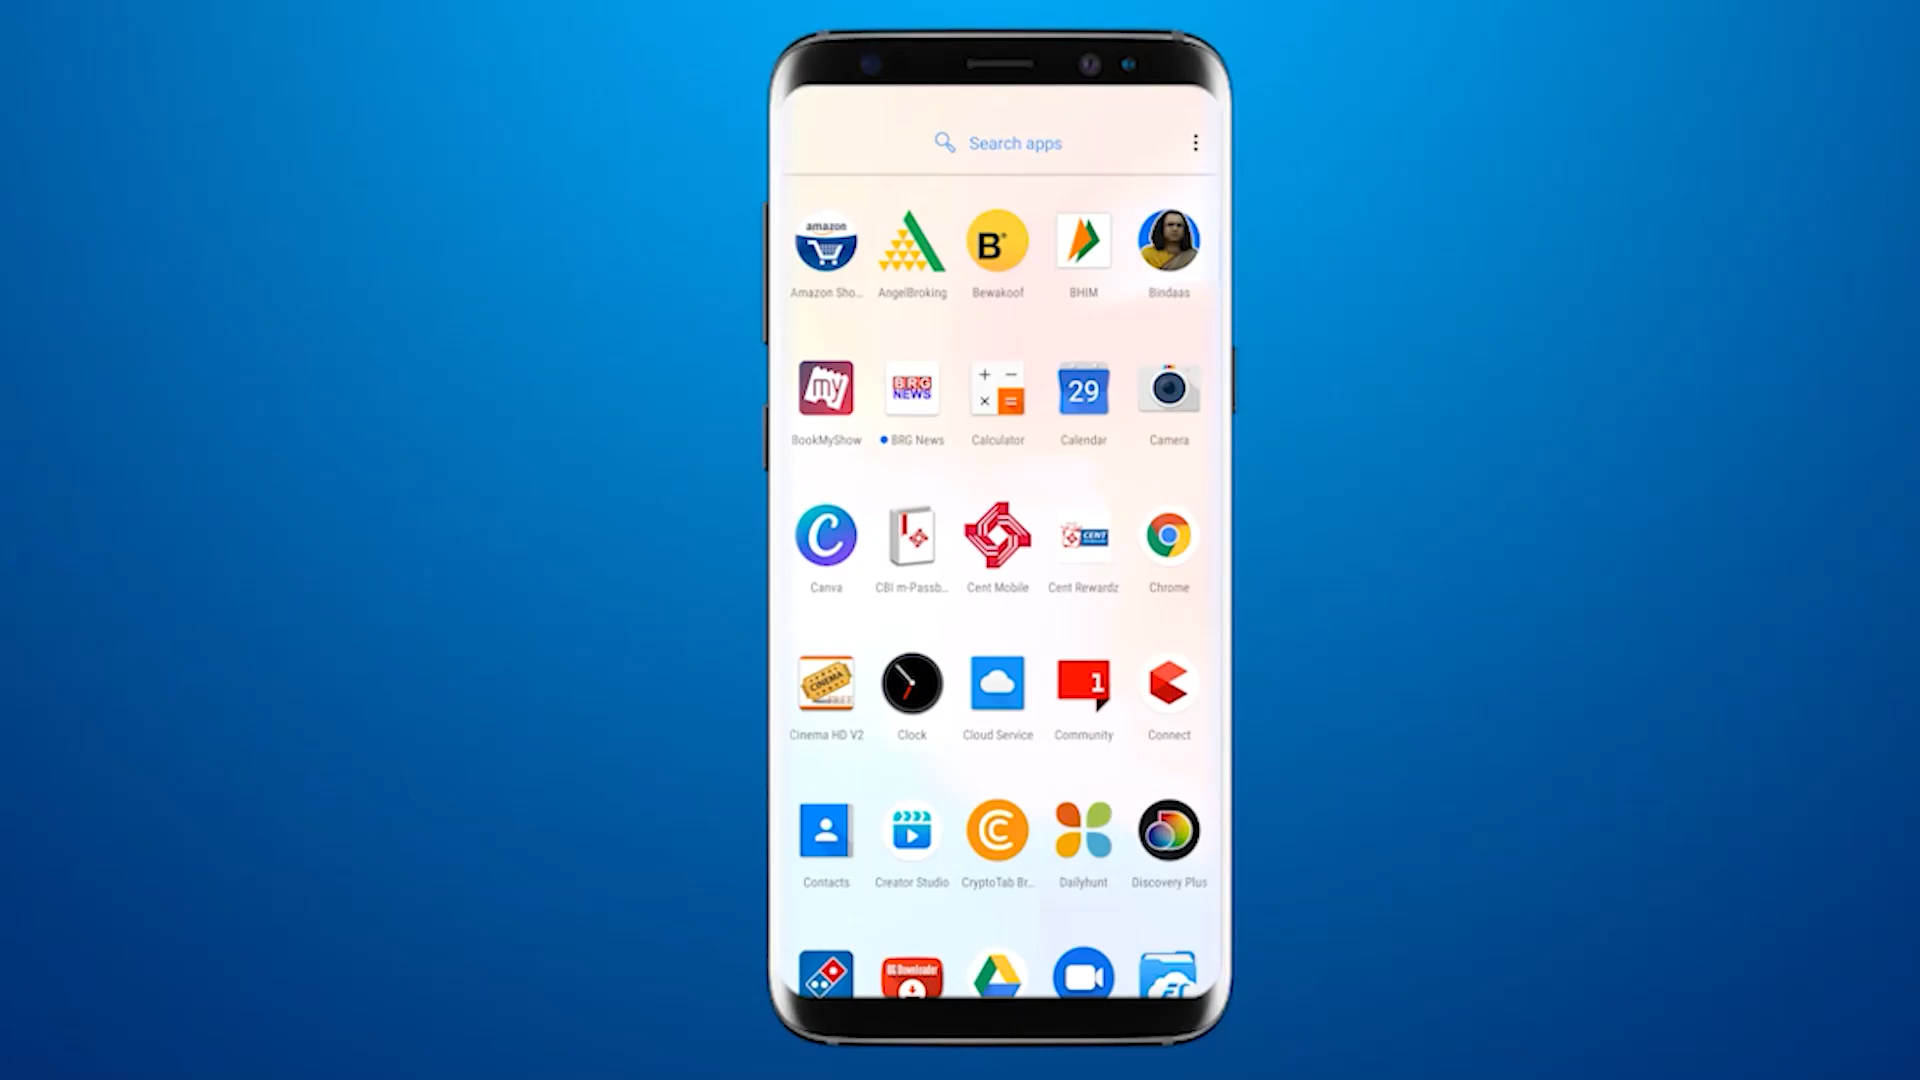 Search apps
amazon
B
Amazon Sho...
AngelBroking
Bewakoof
BHIM
Bindaas
my
BRG
NEWS
29
BookMyShow
BRG News
Calculator
Calendar
Camera
C
CENT
Canva
CBI m-Passb...
Cent Mobile
Cent Rewardz
Chrome
CINEMA
1
Cinema HD V2
Clock
Cloud Service
Community
Connect
Contacts
Creator Studio
CryptoTab Br...
Dailyhunt
Discovery Plus
Downloader